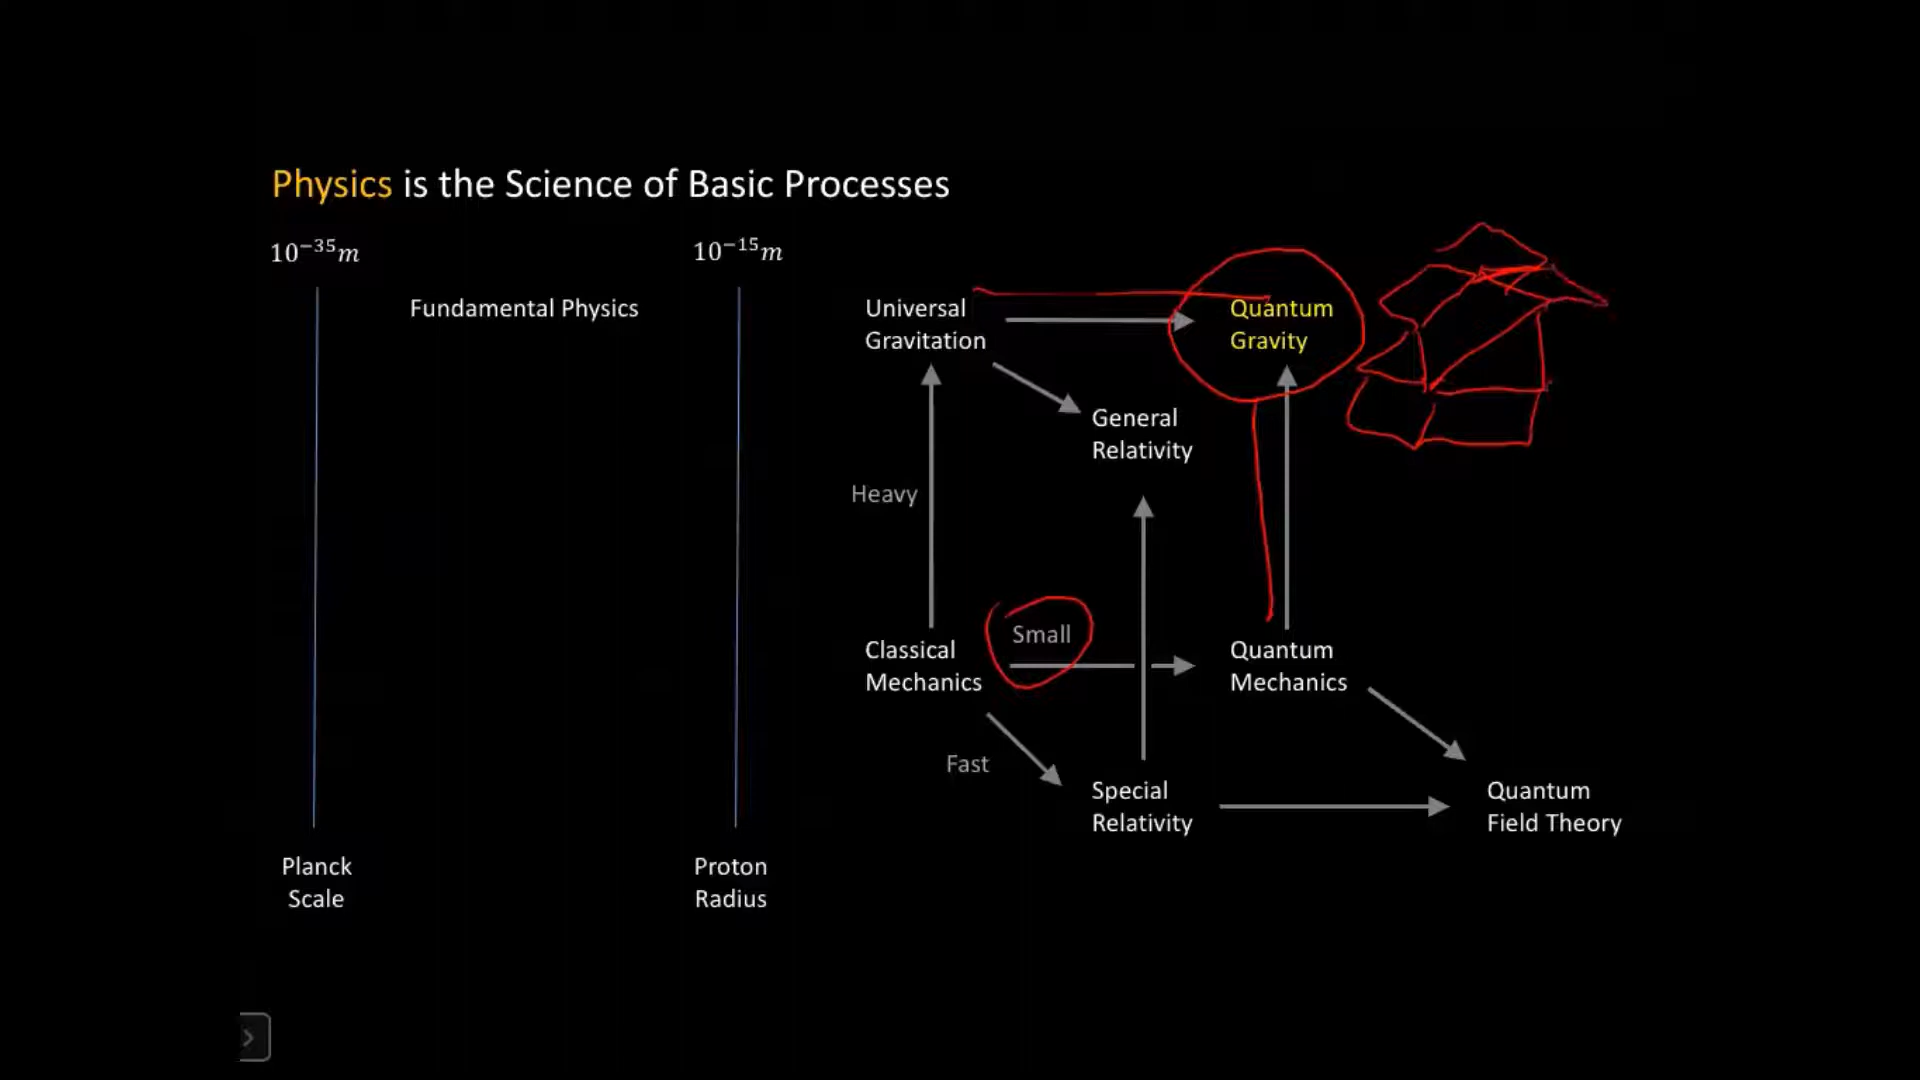 Physics is the Science of Basic Processes
10⁻³⁵m
10⁻¹⁵m
Fundamental Physics
Universal
Gravitation
Quantum
Gravity
General
Relativity
Heavy
Small
Classical
Mechanics
Quantum
Mechanics
Fast
Special
Relativity
Quantum
Field Theory
Planck
Scale
Proton
Radius